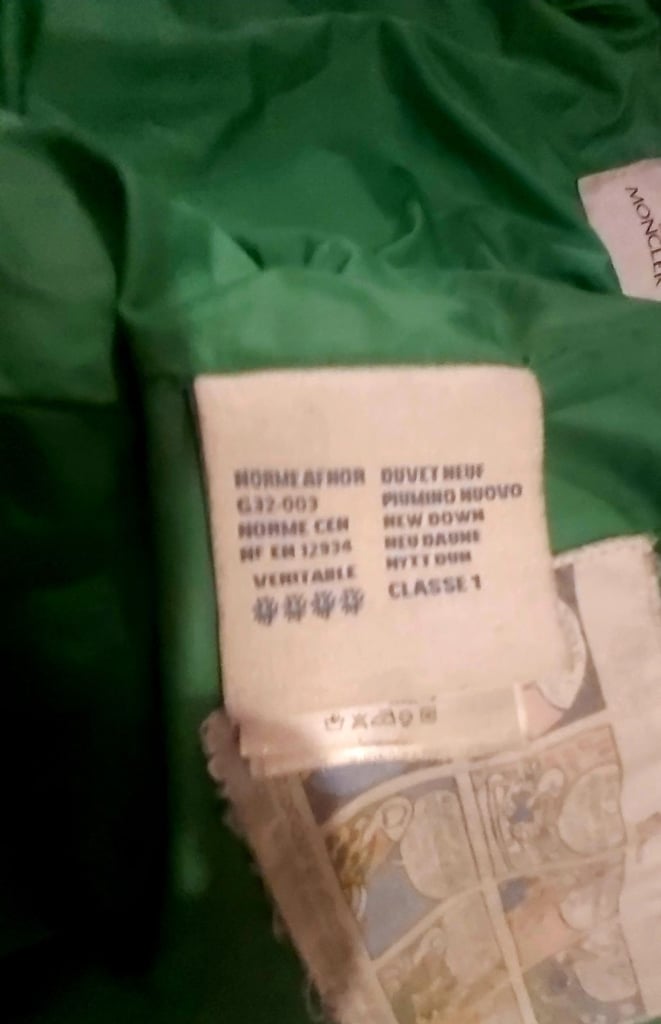 MONCLER
NORME AFNOR
G32-003
NORME CEN
NF EN 12934
VERITABLE
DUVET NEUF
PIUMINO NUOVO
NEW DOWN
NEU DAUNE
NYTT DUN
CLASSE 1